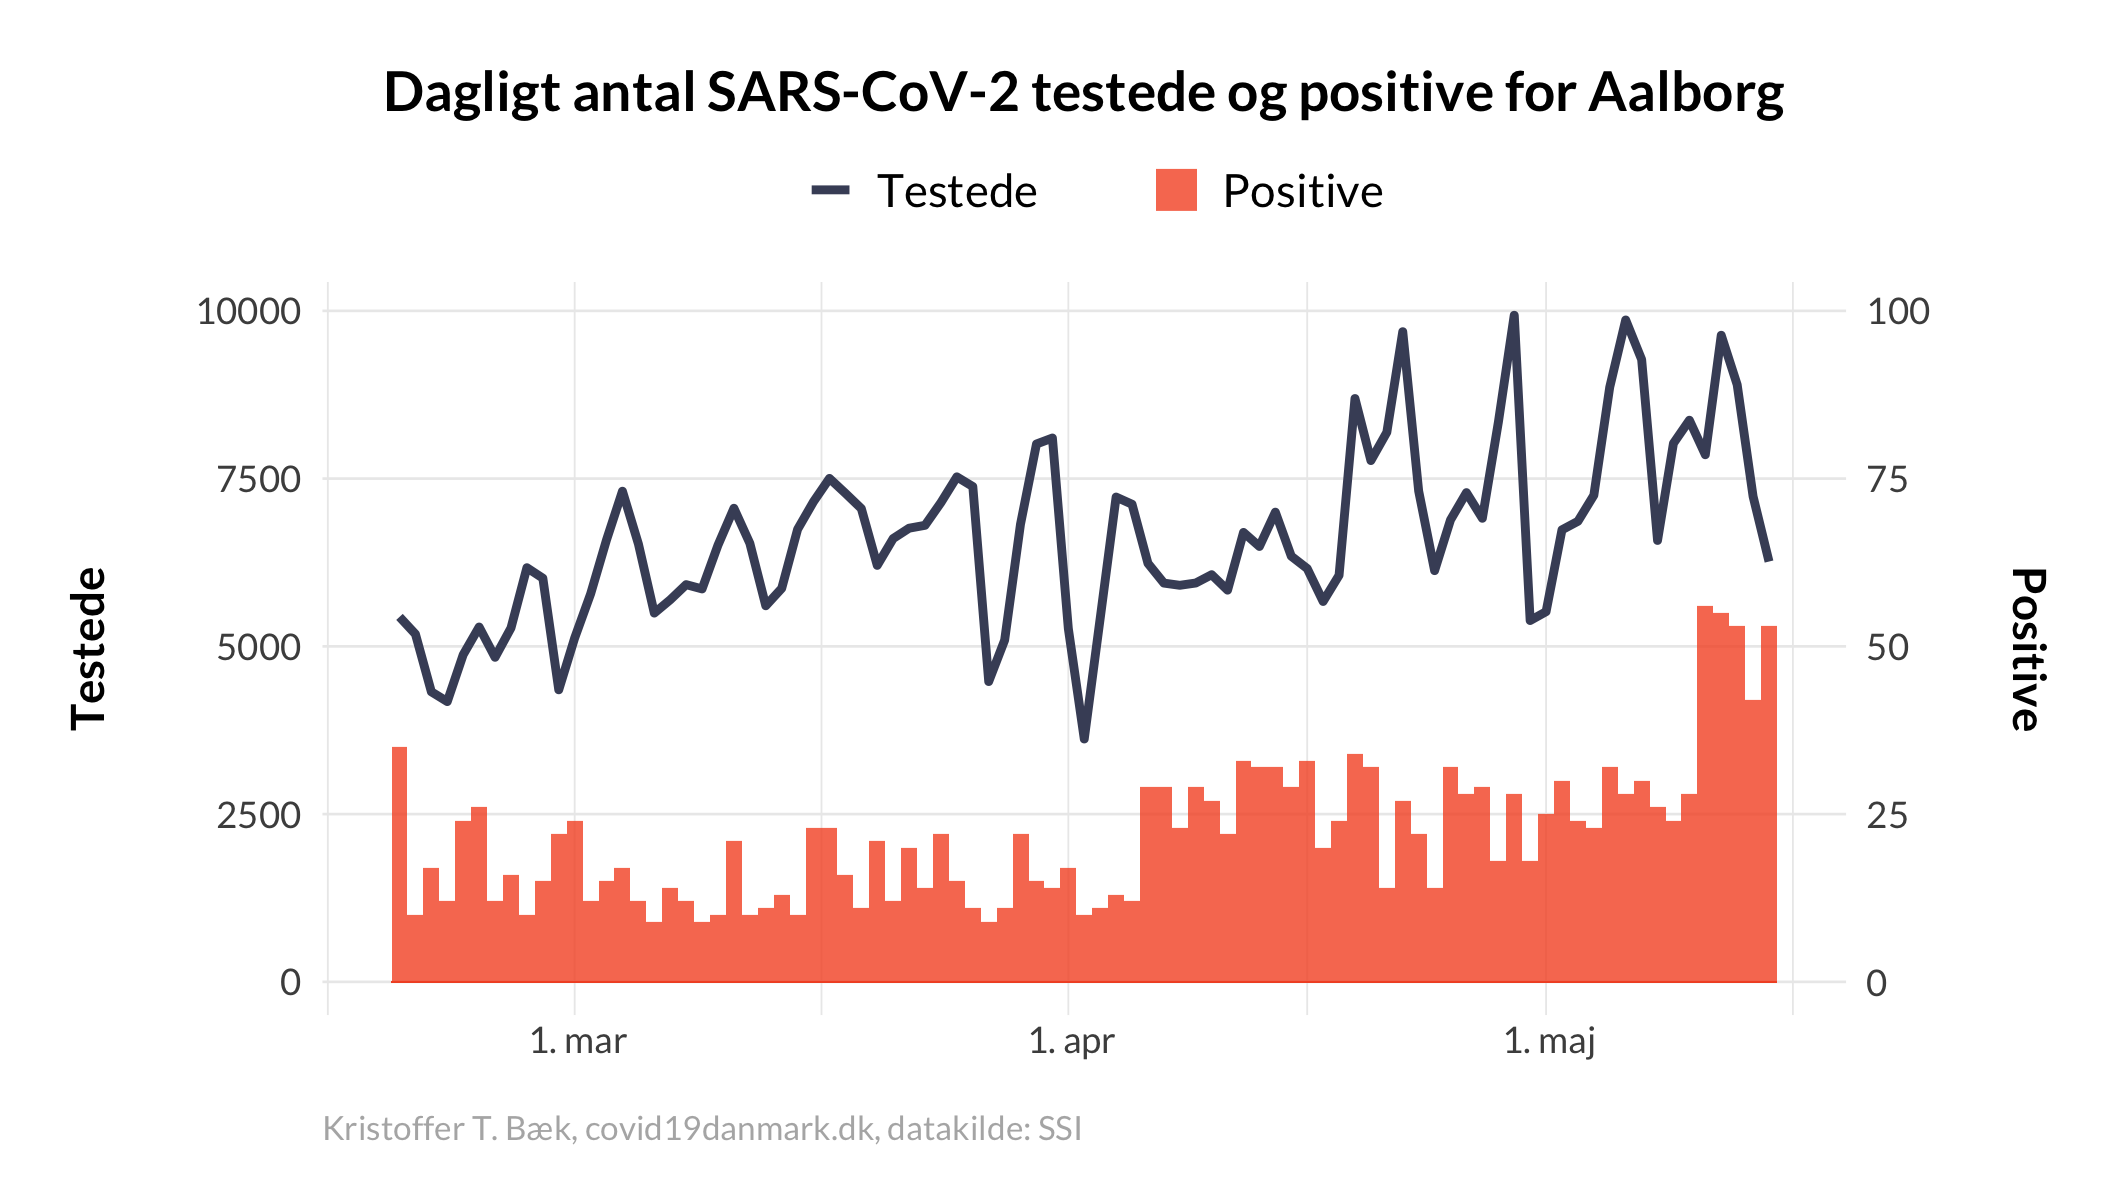 Dagligt antal SARS-CoV-2 testede og positive for Aalborg
Testede Positive
10000 100
7500 75
5000 50
2500 25
0 0
Testede
Positive
1. mar 1. apr 1. maj
Kristoffer T. Bæk, covid19danmark.dk, datakilde: SSI